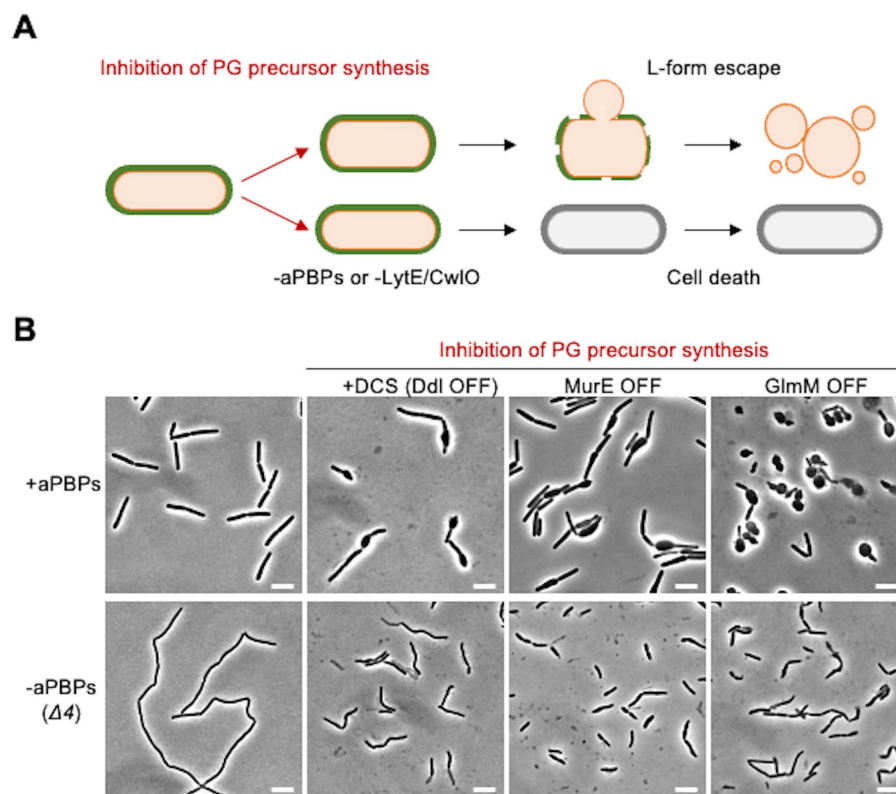 A
Inhibition of PG precursor synthesis
L-form escape
-aPBPs or -LytE/CwlO
Cell death
B
Inhibition of PG precursor synthesis
+DCS (Ddl OFF) MurE OFF GlmM OFF
+aPBPs
-aPBPs
(Δ4)